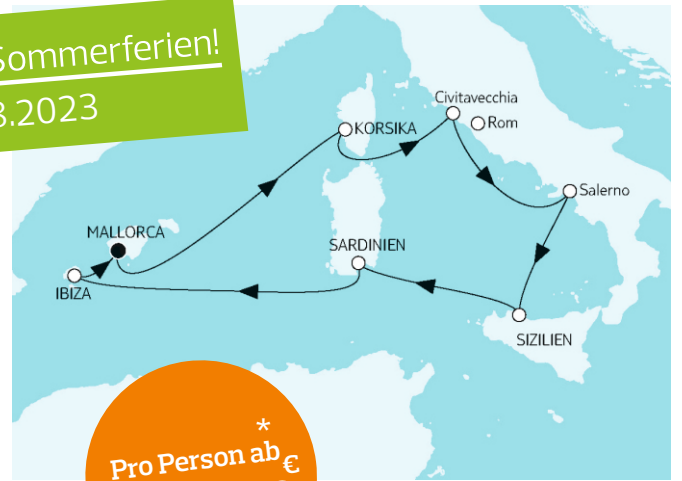 Sommerferien!
8.2023
Civitavecchia
Rom
KORSIKA
Salerno
MALLORCA
SARDINIEN
IBIZA
SIZILIEN
*
Pro Person ab
€